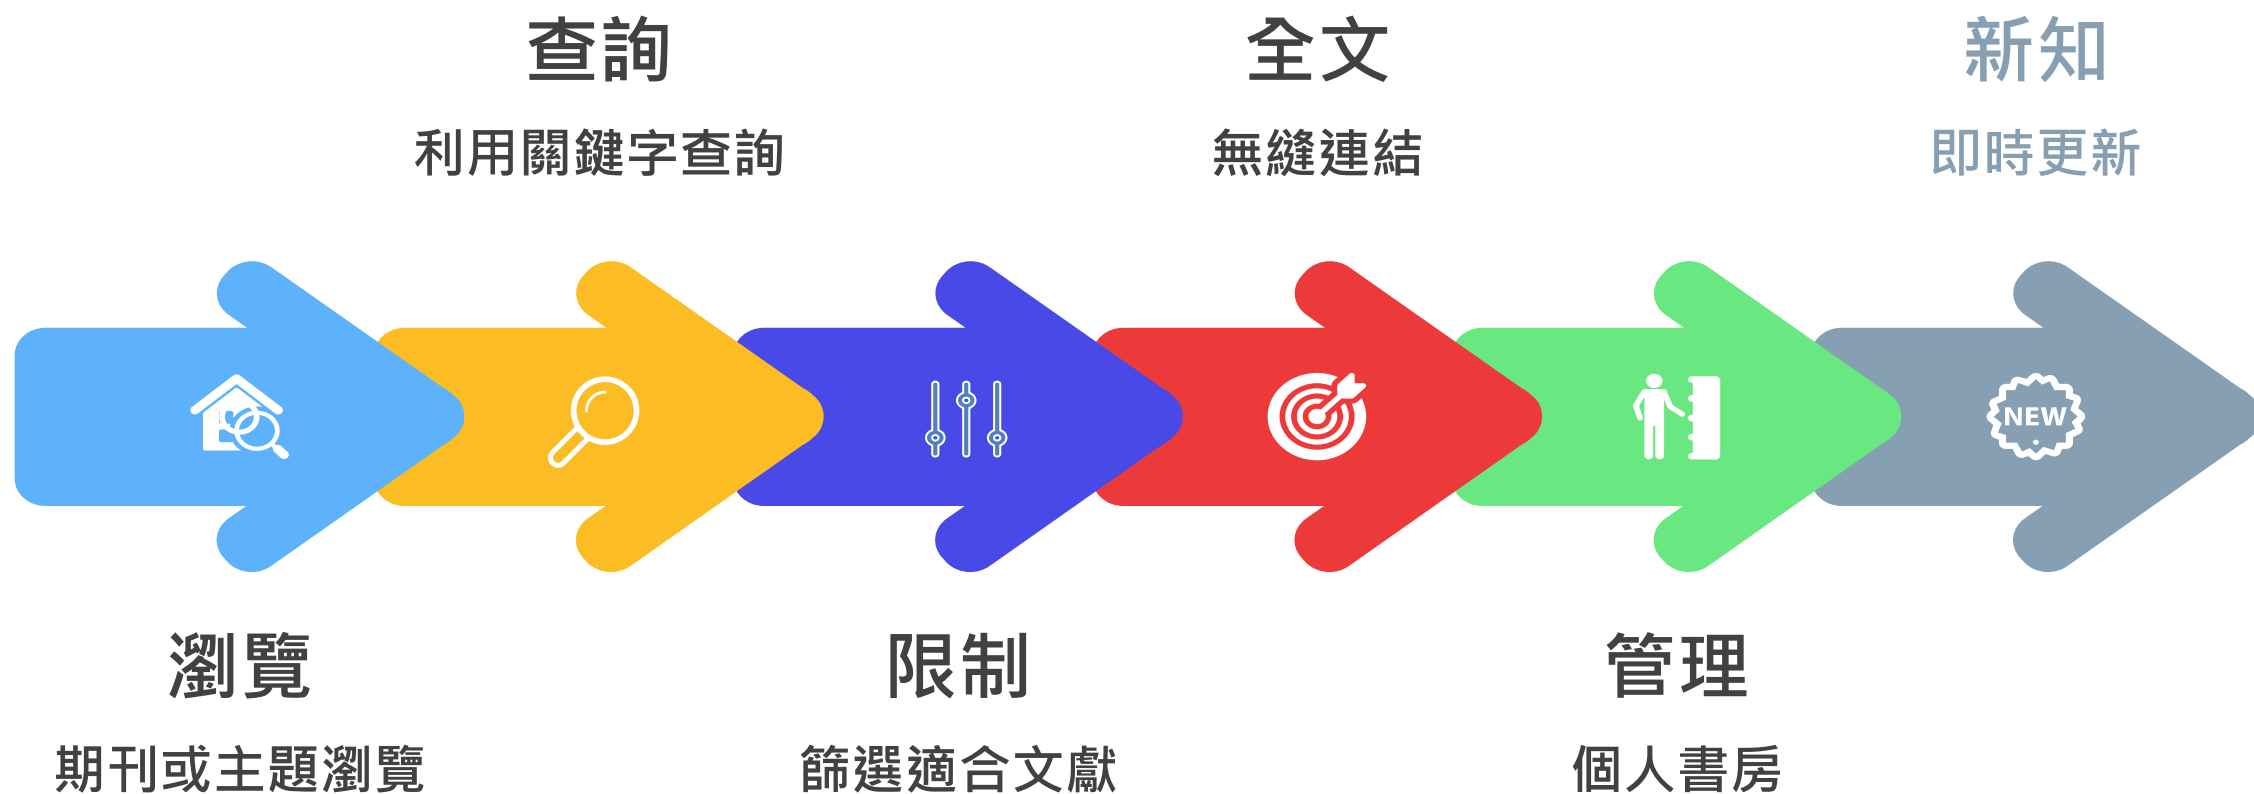 查詢
利用關鍵字查詢
全文
無縫連結
新知
即時更新
NEW
瀏覽
期刊或主題瀏覽
限制
篩選適合文獻
管理
個人書房